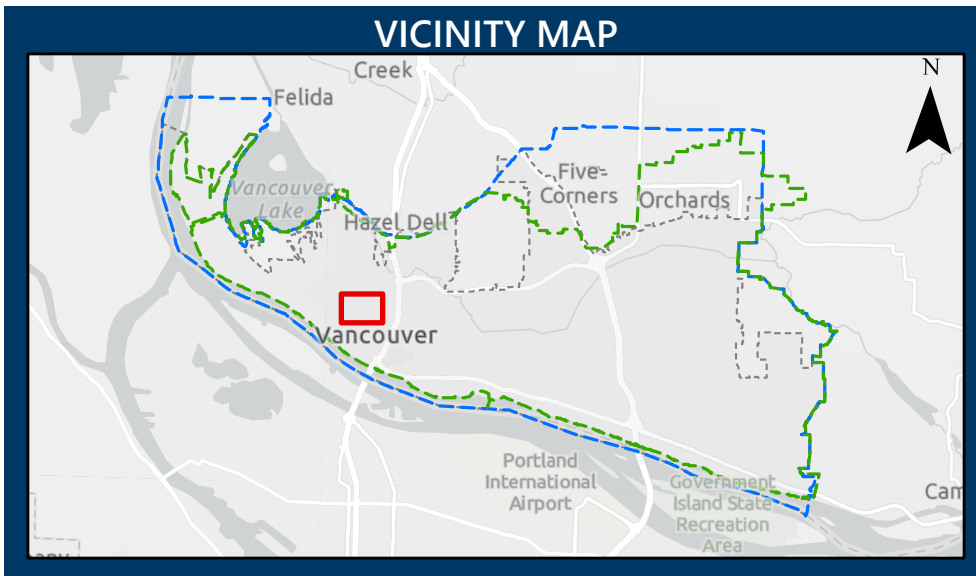 VICINITY MAP
Creek
N
Felida
Five
Corners
Vancouver
Lake
Orchards
Hazel Dell
Vancouver
Portland
International
Airport
Government
Island State
Recreation
Area
Cam